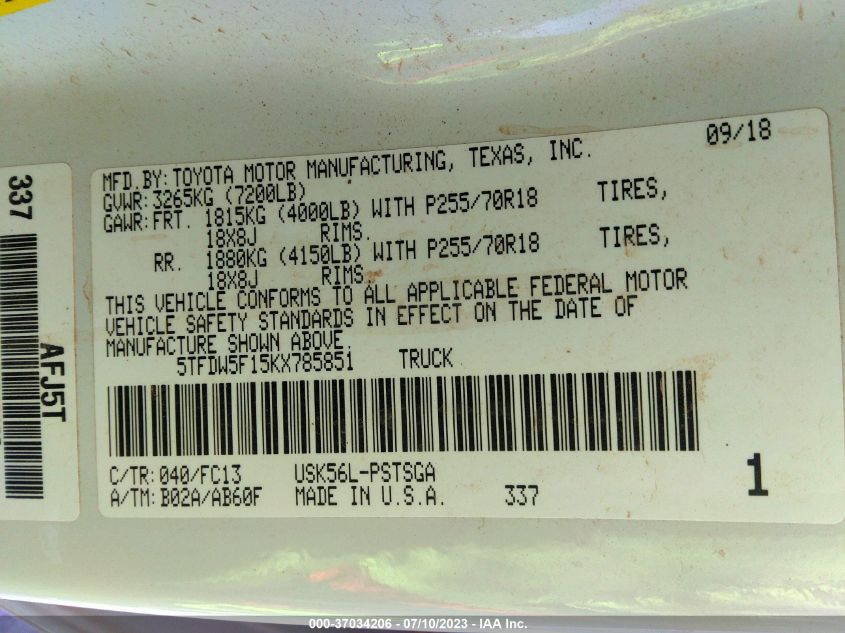 09/18
MFD.BY:TOYOTA MOTOR MANUFACTURING, TEXAS, INC.
GVWR:3265KG (7200LB)
GAWR:FRT. 1815KG (4000LB) WITH P255/70R18 TIRES,
18X8J RIMS.
RR. 1880KG (4150LB) WITH P255/70R18 TIRES,
18X8J RIMS.
THIS VEHICLE CONFORMS TO ALL APPLICABLE FEDERAL MOTOR
VEHICLE SAFETY STANDARDS IN EFFECT ON THE DATE OF
MANUFACTURE SHOWN ABOVE.
5TFDW5F15KX785851 TRUCK
C/TR:040/FC13 USK56L-PSTSGA
A/TM:B02A/AB60F MADE IN U.S.A. 337
1
337
AFJ5T
000-37034206 - 07/10/2023 - IAA Inc.